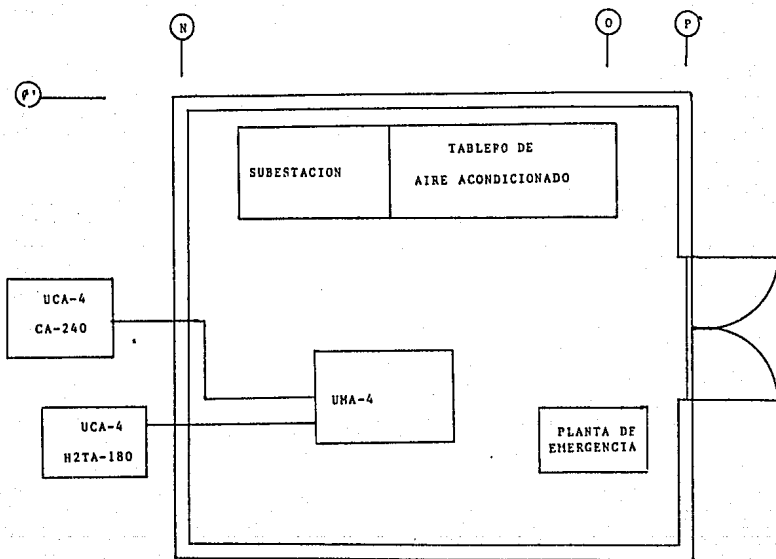 N
O
P
SUBESTACION
TABLEPO DE
AIRE ACONDICIONADO
UCA-4
CA-240
UMA-4
UCA-4
H2TA-180
PLANTA DE
EMERGENCIA